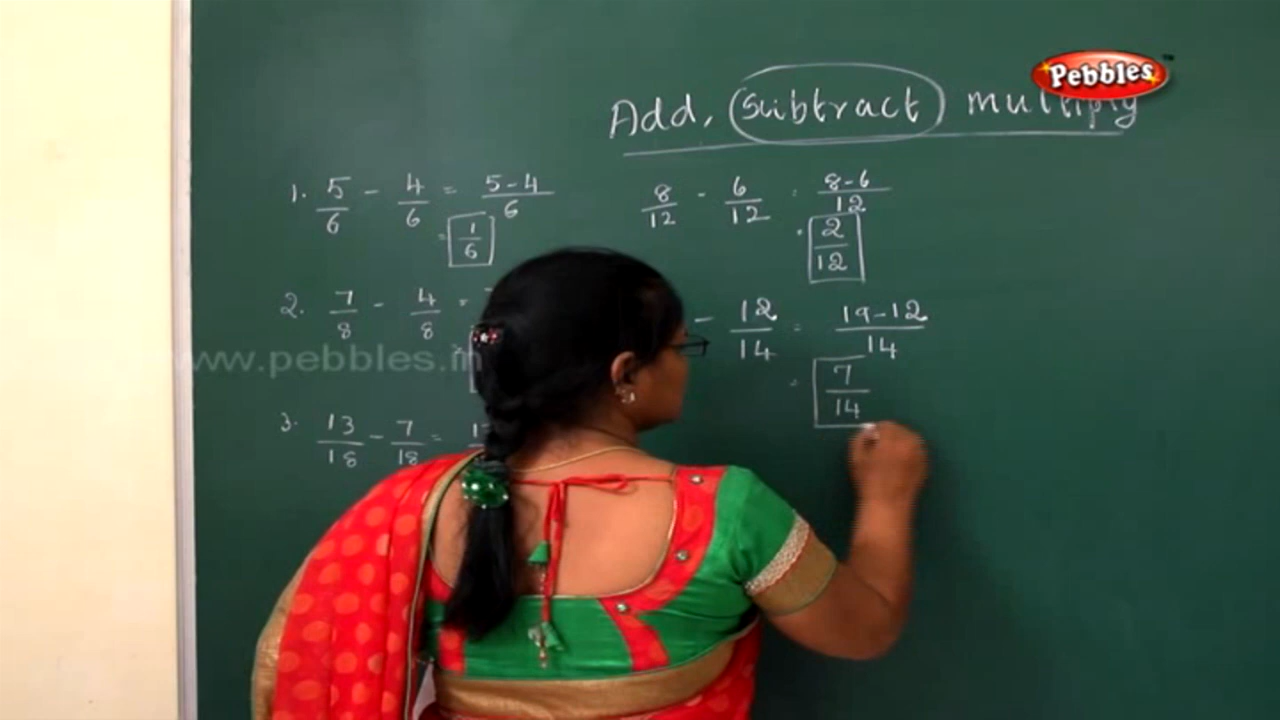 Pebbles™
Add, Subtract multiply
1. 5/6 - 4/6 = 5-4/6
= 1/6
2. 7/8 - 4/8 =
3. 13/18 - 7/18 =
8/12 - 6/12 = 8-6/12
= 2/12
- 12/14 = 19-12/14
= 7/14
www.pebbles.in